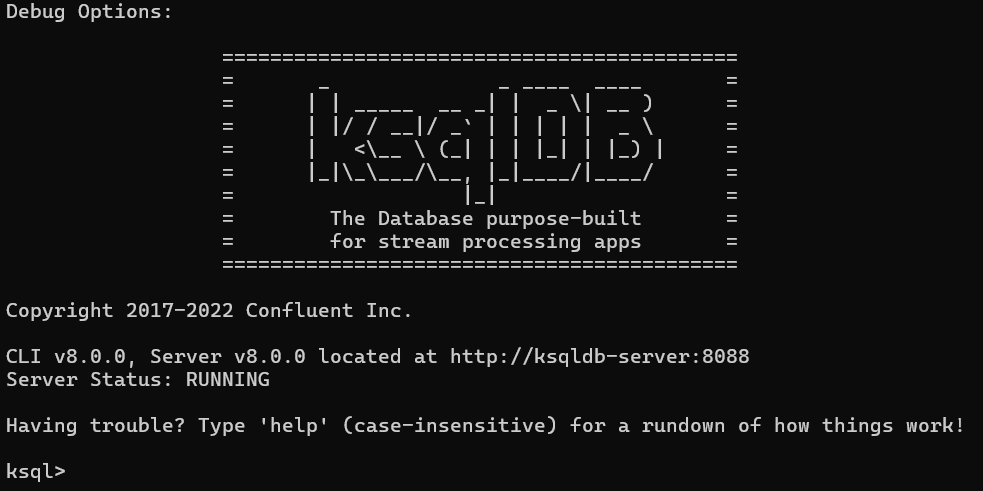 Debug Options:
===========================================
=       _              _ ____  ____       =
=      | | _____  __ _| |  _ \| __ )      =
=      | |/ / __|/ _` | | | | |  _ \      =
=      |   <\__ \ (_| | | |_| | |_) |     =
=      |_|\_\___/\__, |_|____/|____/      =
=                   |_|                   =
=        The Database purpose-built       =
=        for stream processing apps       =
===========================================
Copyright 2017-2022 Confluent Inc.
CLI v8.0.0, Server v8.0.0 located at http://ksqldb-server:8088
Server Status: RUNNING
Having trouble? Type 'help' (case-insensitive) for a rundown of how things work!
ksql>